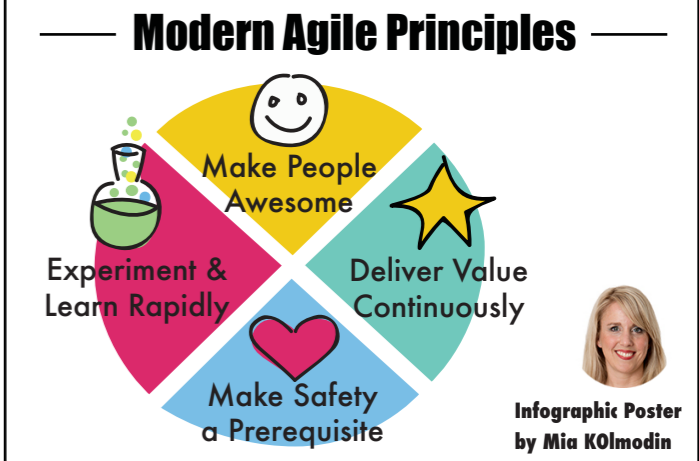 Modern Agile Principles
Make People
Awesome
Experiment &
Learn Rapidly
Deliver Value
Continuously
Make Safety
a Prerequisite
Infographic Poster
by Mia KOlmodin